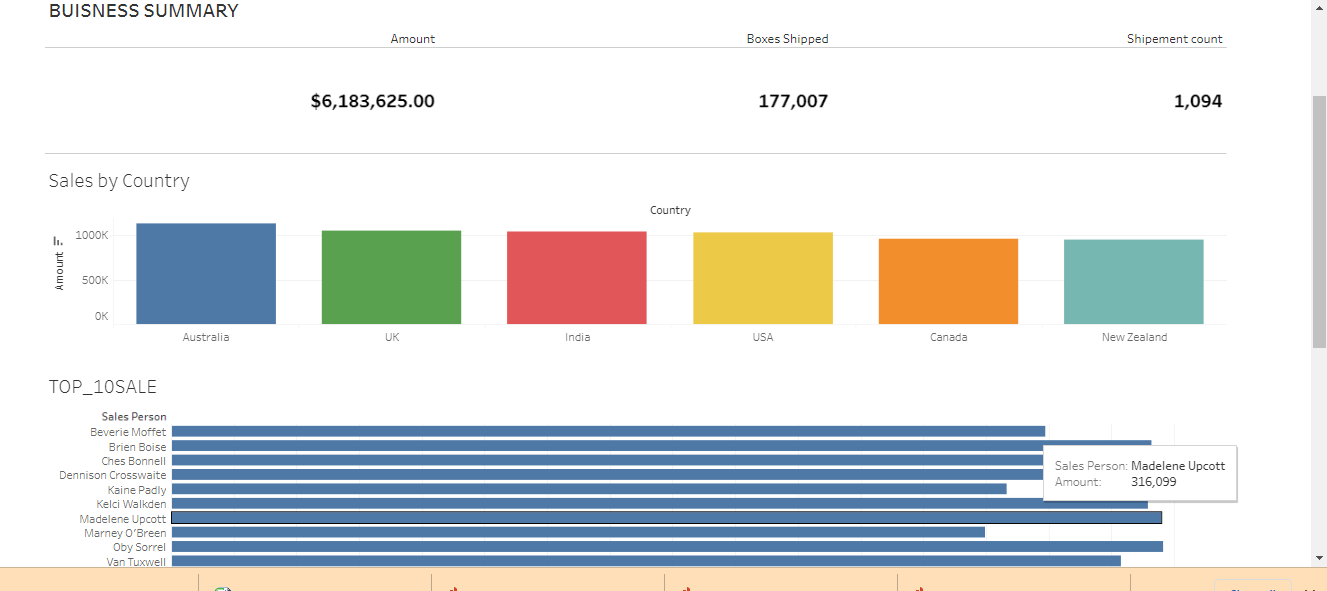 BUISNESS SUMMARY
Amount Boxes Shipped Shipement count
$6,183,625.00 177,007 1,094
Sales by Country
Country
1000K
500K
0K
Amount
Australia UK India USA Canada New Zealand
TOP_10SALE
Sales Person
Beverie Moffet
Brien Boise
Ches Bonnell
Dennison Crosswaite
Kaine Padly
Kelci Walkden
Madelene Upcott
Marney O'Breen
Oby Sorrel
Van Tuxwell
Sales Person: Madelene Upcott
Amount: 316,099